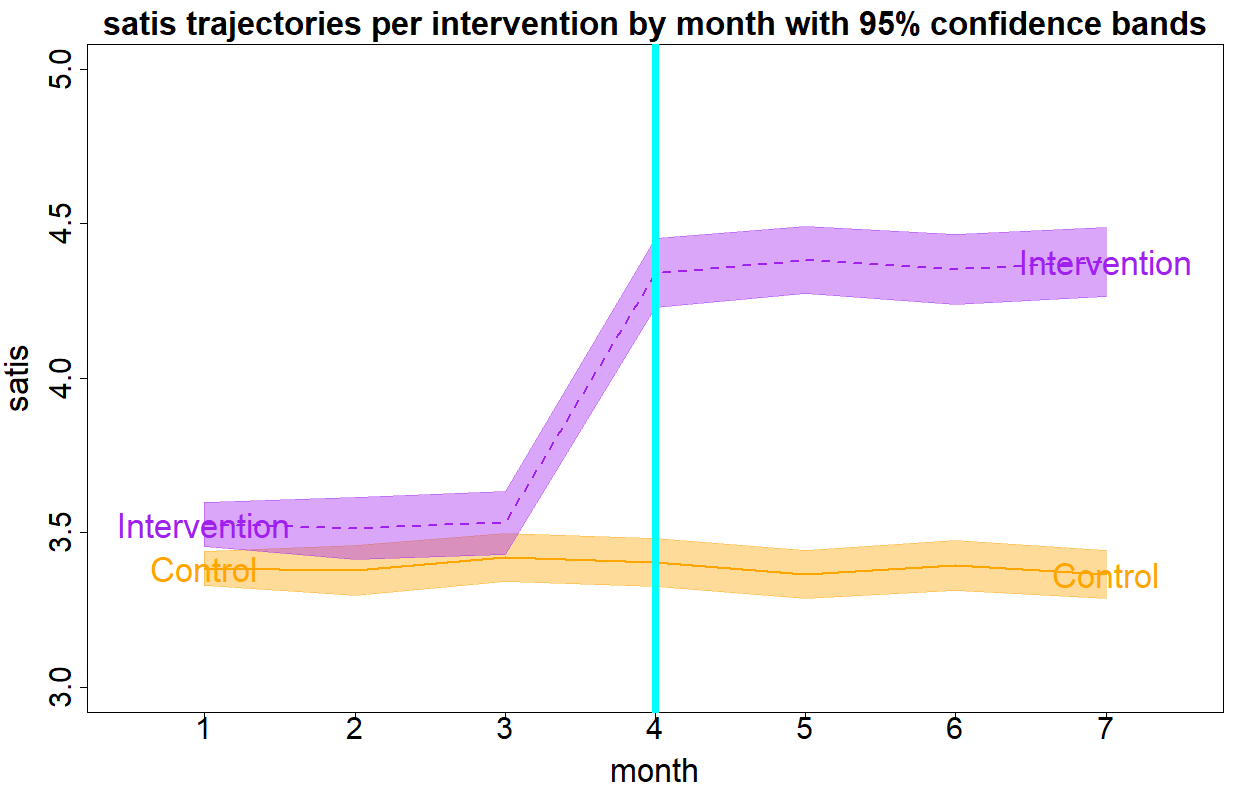 satis trajectories per intervention by month with 95% confidence bands
5.0
4.5
4.0
3.5
3.0
satis
Intervention
Control
Intervention
Control
1 2 3 4 5 6 7
month